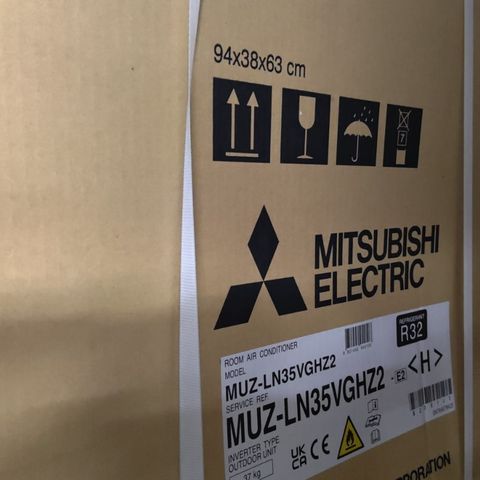 94x38x63 cm
7
MITSUBISHI
ELECTRIC
REFRIGERANT
R32
ROOM AIR CONDITIONER
MODEL
MUZ-LN35VGHZ2
SERVICE REF.
MUZ-LN35VGHZ2 - E2 <H>
INVERTER TYPE
OUTDOOR UNIT
37 kg
UK
CA
CE